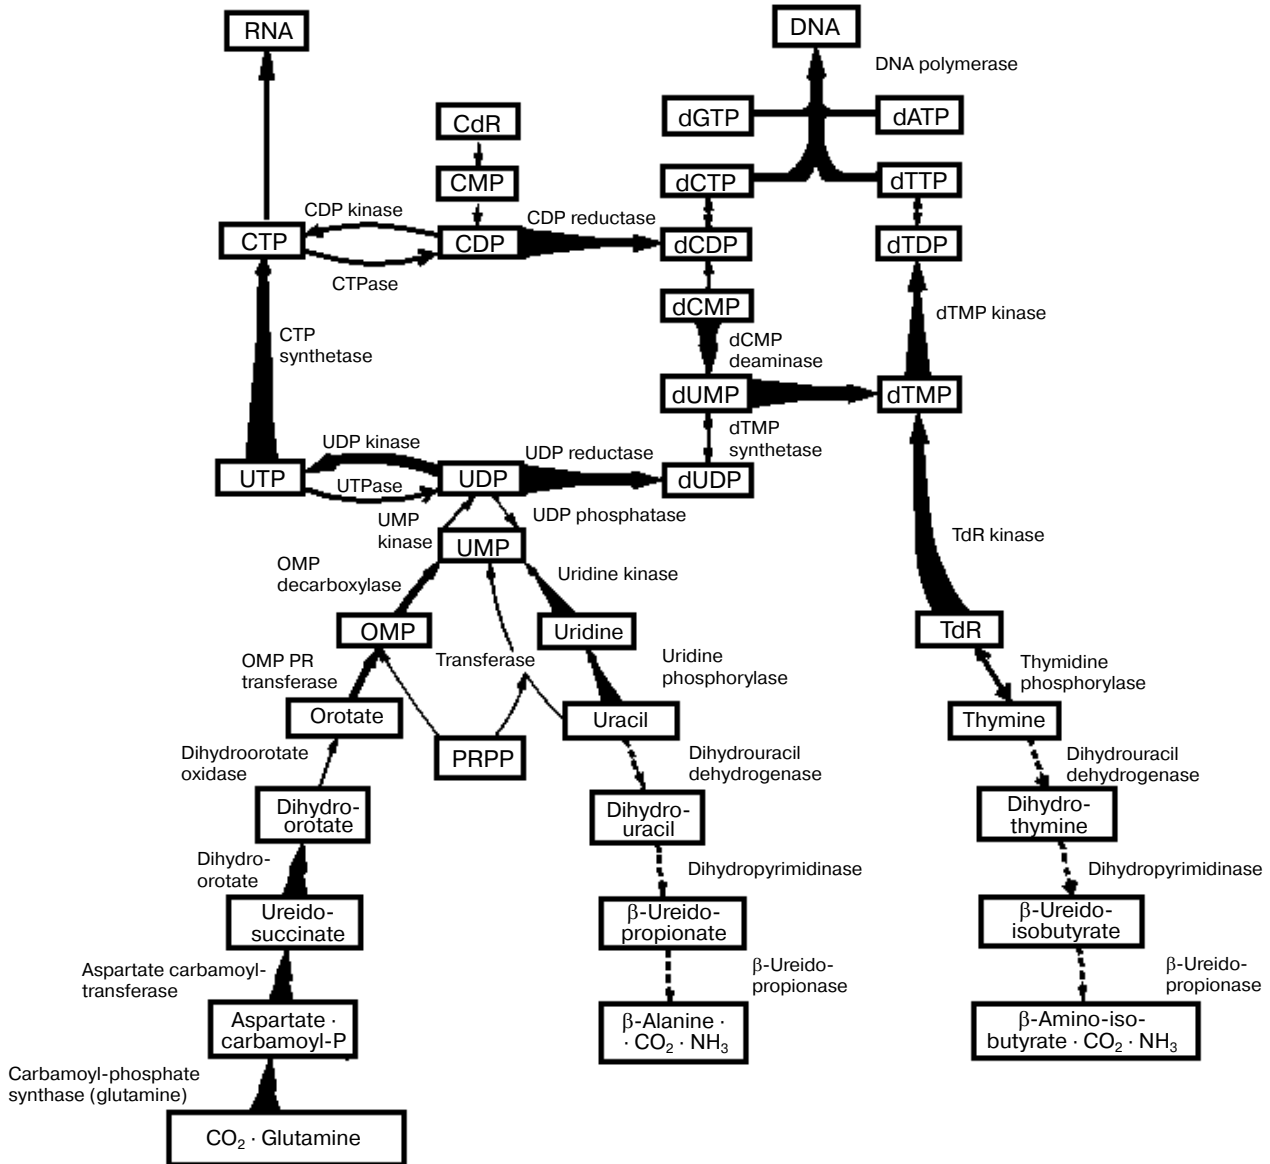 RNA
DNA
DNA polymerase
dGTP
dATP
CdR
CMP
dCTP
dTTP
CDP kinase
CDP reductase
CTP
CDP
dCDP
dTDP
CTPase
dCMP
dTMP kinase
CTP
synthetase
dCMP
deaminase
dUMP
dTMP
dTMP
synthetase
UDP kinase
UDP reductase
UTP
UTPase
UDP
dUDP
UMP
kinase
UDP phosphatase
UMP
TdR kinase
OMP
decarboxylase
Uridine kinase
OMP
Uridine
TdR
OMP PR
transferase
Transferase
Uridine
phosphorylase
Thymidine
phosphorylase
Orotate
Uracil
Thymine
Dihydroorotate
oxidase
PRPP
Dihydrouracil
dehydrogenase
Dihydrouracil
dehydrogenase
Dihydro-
orotate
Dihydro-
uracil
Dihydro-
thymine
Dihydro-
orotate
Dihydropyrimidinase
Dihydropyrimidinase
Ureido-
succinate
β-Ureido-
propionate
β-Ureido-
isobutyrate
Aspartate carbamoyl-
transferase
β-Ureido-
propionase
β-Ureido-
propionase
Aspartate ·
carbamoyl-P
β-Alanine ·
· CO₂ · NH₃
β-Amino-iso-
butyrate · CO₂ · NH₃
Carbamoyl-phosphate
synthase (glutamine)
CO₂ · Glutamine